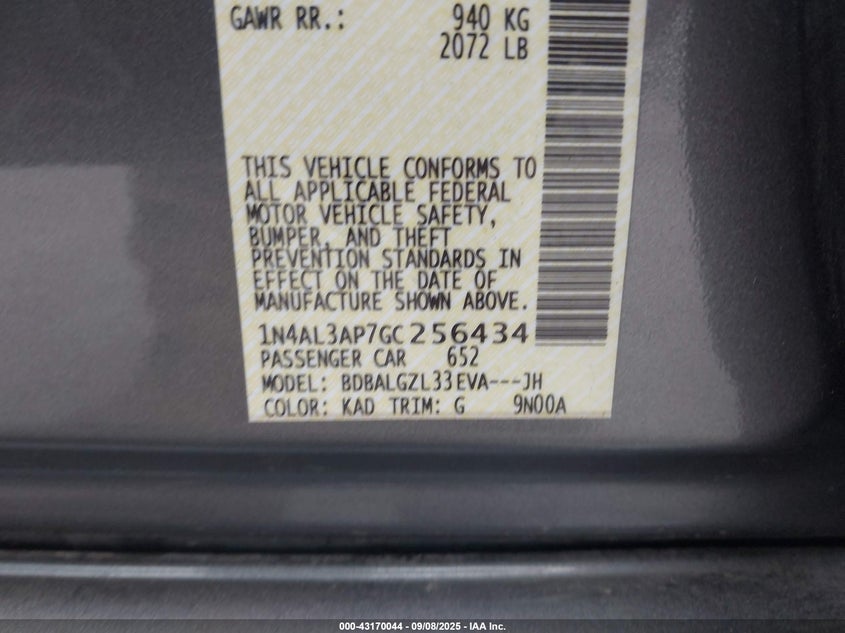 GAWR RR.: 940 KG
2072 LB
THIS VEHICLE CONFORMS TO
ALL APPLICABLE FEDERAL
MOTOR VEHICLE SAFETY,
BUMPER, AND THEFT
PREVENTION STANDARDS IN
EFFECT ON THE DATE OF
MANUFACTURE SHOWN ABOVE.
1N4AL3AP7GC256434
PASSENGER CAR 652
MODEL: BDBALGZL33EVA---JH
COLOR: KAD TRIM: G 9N00A
000-43170044 - 09/08/2025 - IAA Inc.